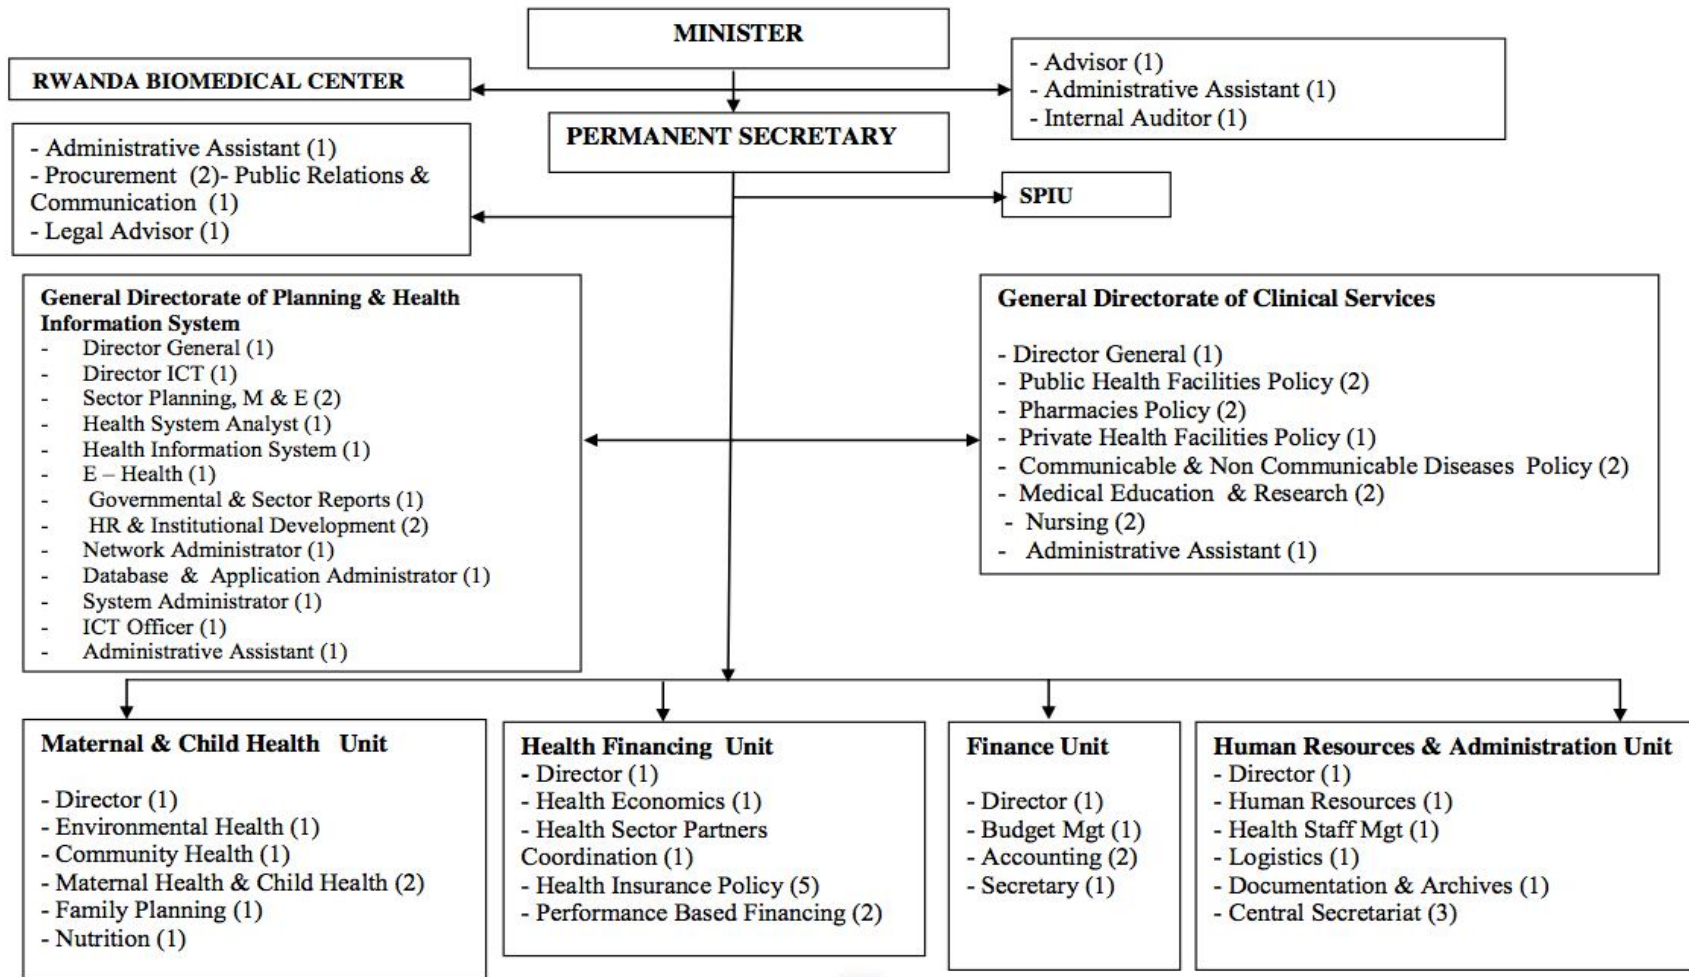 MINISTER
RWANDA BIOMEDICAL CENTER
- Advisor (1)
- Administrative Assistant (1)
- Internal Auditor (1)
PERMANENT SECRETARY
- Administrative Assistant (1)
- Procurement (2)- Public Relations &
Communication (1)
- Legal Advisor (1)
SPIU
General Directorate of Planning & Health
Information System
- Director General (1)
- Director ICT (1)
- Sector Planning, M & E (2)
- Health System Analyst (1)
- Health Information System (1)
- E – Health (1)
- Governmental & Sector Reports (1)
- HR & Institutional Development (2)
- Network Administrator (1)
- Database & Application Administrator (1)
- System Administrator (1)
- ICT Officer (1)
- Administrative Assistant (1)
General Directorate of Clinical Services
- Director General (1)
- Public Health Facilities Policy (2)
- Pharmacies Policy (2)
- Private Health Facilities Policy (1)
- Communicable & Non Communicable Diseases Policy (2)
- Medical Education & Research (2)
- Nursing (2)
- Administrative Assistant (1)
Maternal & Child Health Unit
- Director (1)
- Environmental Health (1)
- Community Health (1)
- Maternal Health & Child Health (2)
- Family Planning (1)
- Nutrition (1)
Health Financing Unit
- Director (1)
- Health Economics (1)
- Health Sector Partners
Coordination (1)
- Health Insurance Policy (5)
- Performance Based Financing (2)
Finance Unit
- Director (1)
- Budget Mgt (1)
- Accounting (2)
- Secretary (1)
Human Resources & Administration Unit
- Director (1)
- Human Resources (1)
- Health Staff Mgt (1)
- Logistics (1)
- Documentation & Archives (1)
- Central Secretariat (3)